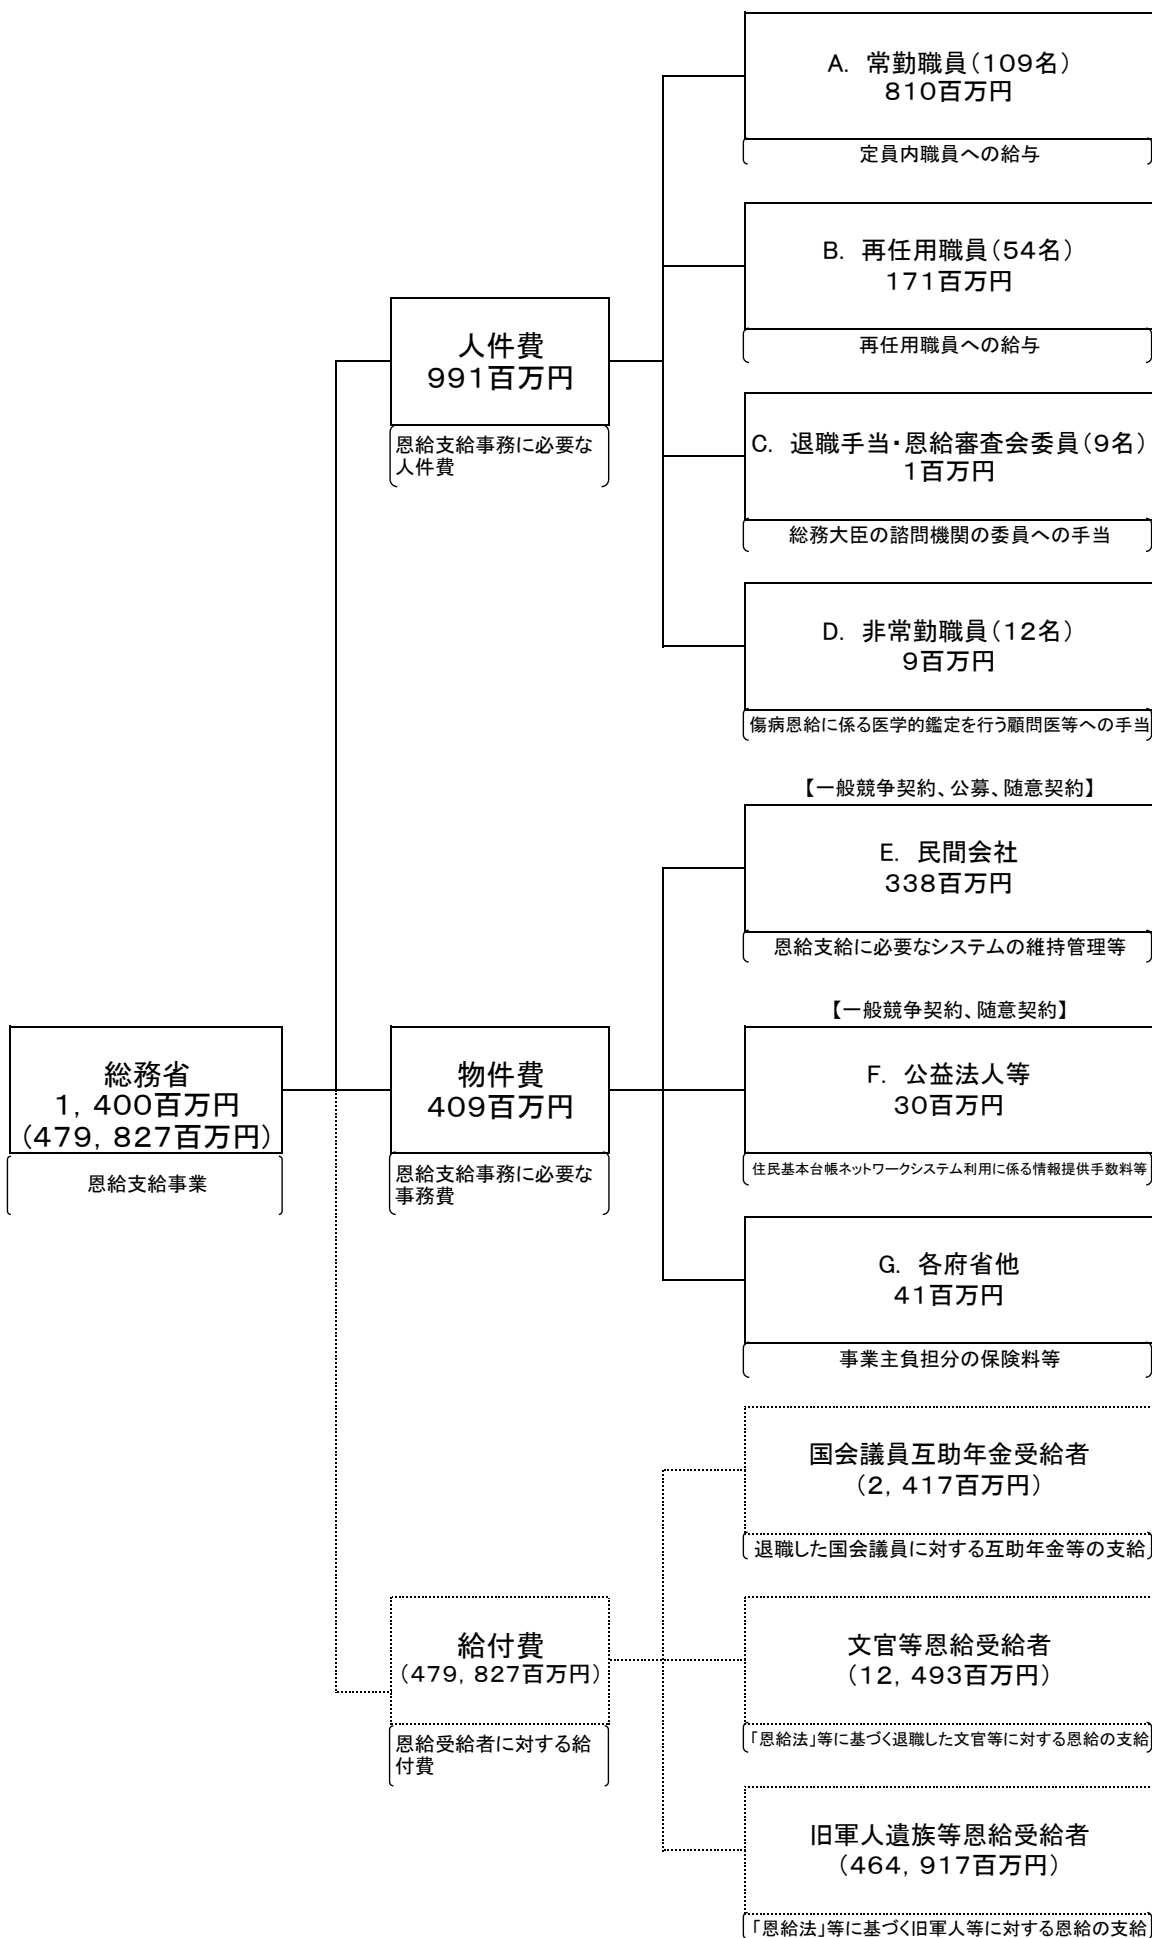 総務省
１，４００百万円
（４７９，８２７百万円）
恩給支給事業
人件費
９９１百万円
恩給支給事務に必要な
人件費
A. 常勤職員（１０９名）
８１０百万円
定員内職員への給与
B. 再任用職員（５４名）
１７１百万円
再任用職員への給与
C. 退職手当・恩給審査会委員（９名）
１百万円
総務大臣の諮問機関の委員への手当
D. 非常勤職員（１２名）
９百万円
傷病恩給に係る医学的鑑定を行う顧問医等への手当
物件費
４０９百万円
恩給支給事務に必要な
事務費
【一般競争契約、公募、随意契約】
E. 民間会社
３３８百万円
恩給支給に必要なシステムの維持管理等
【一般競争契約、随意契約】
F. 公益法人等
３０百万円
住民基本台帳ネットワークシステム利用に係る情報提供手数料等
G. 各府省他
４１百万円
事業主負担分の保険料等
給付費
（４７９，８２７百万円）
恩給受給者に対する給
付費
国会議員互助年金受給者
（２，４１７百万円）
退職した国会議員に対する互助年金等の支給
文官等恩給受給者
（１２，４９３百万円）
「恩給法」等に基づく退職した文官等に対する恩給の支給
旧軍人遺族等恩給受給者
（４６４，９１７百万円）
「恩給法」等に基づく旧軍人等に対する恩給の支給